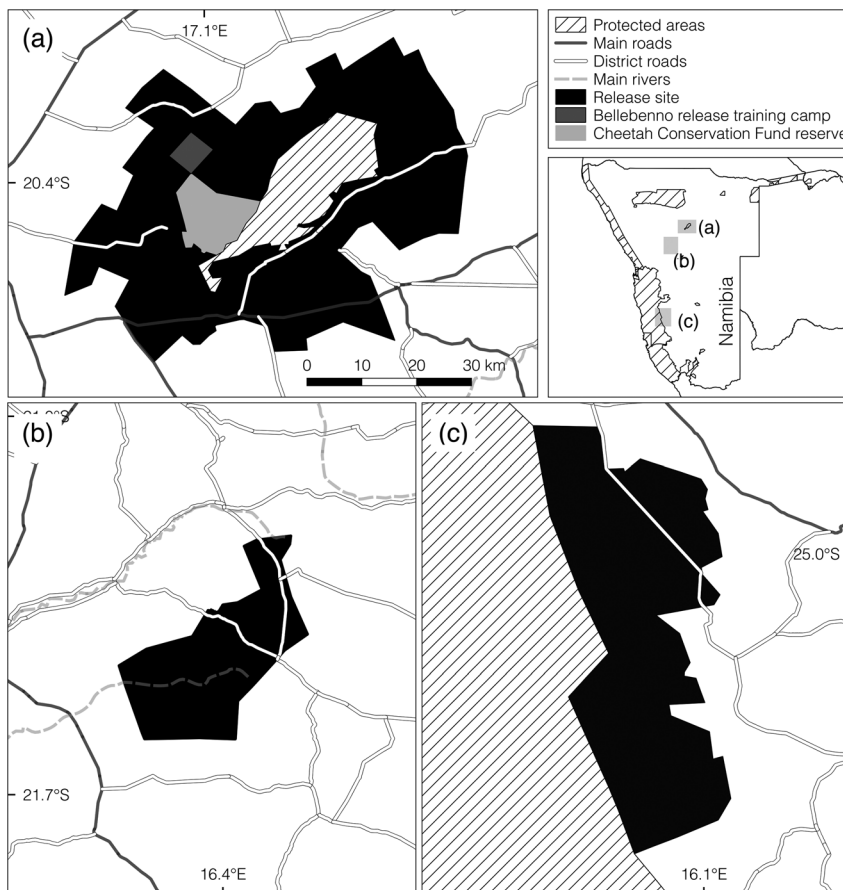 (a)
17.1°E
20.4°S
0 10 20 30 km
Protected areas
Main roads
District roads
Main rivers
Release site
Bellebenno release training camp
Cheetah Conservation Fund reserve
(a)
(b)
(c)
Namibia
(b)
21.7°S
16.4°E
(c)
25.0°S
16.1°E